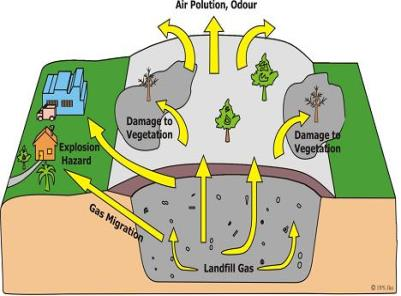 Air Polution, Odour
Damage to
Vegetation
Damage to
Vegetation
Explosion
Hazard
Gas Migration
Landfill Gas